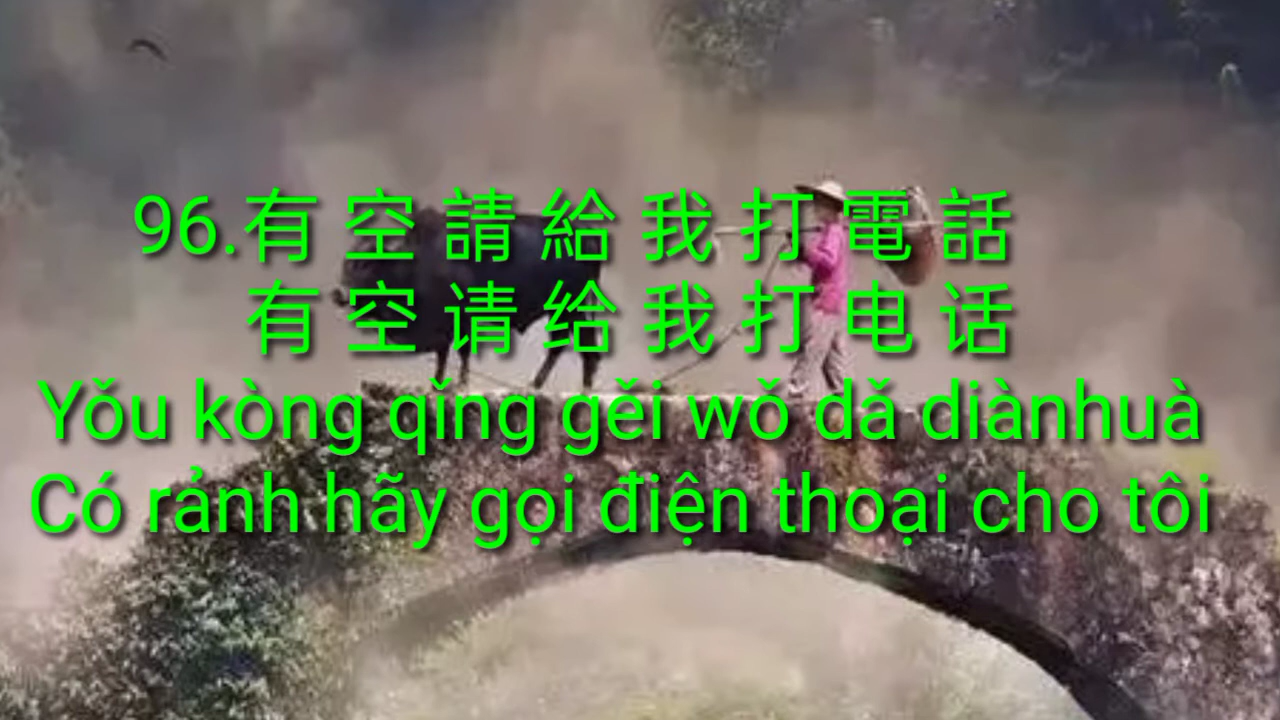 96.有 空 請 給 我 打 電 話
有 空 请 给 我 打 电 话
Yǒu kòng qǐng gěi wǒ dǎ diànhuà
Có rảnh hãy gọi điện thoại cho tôi